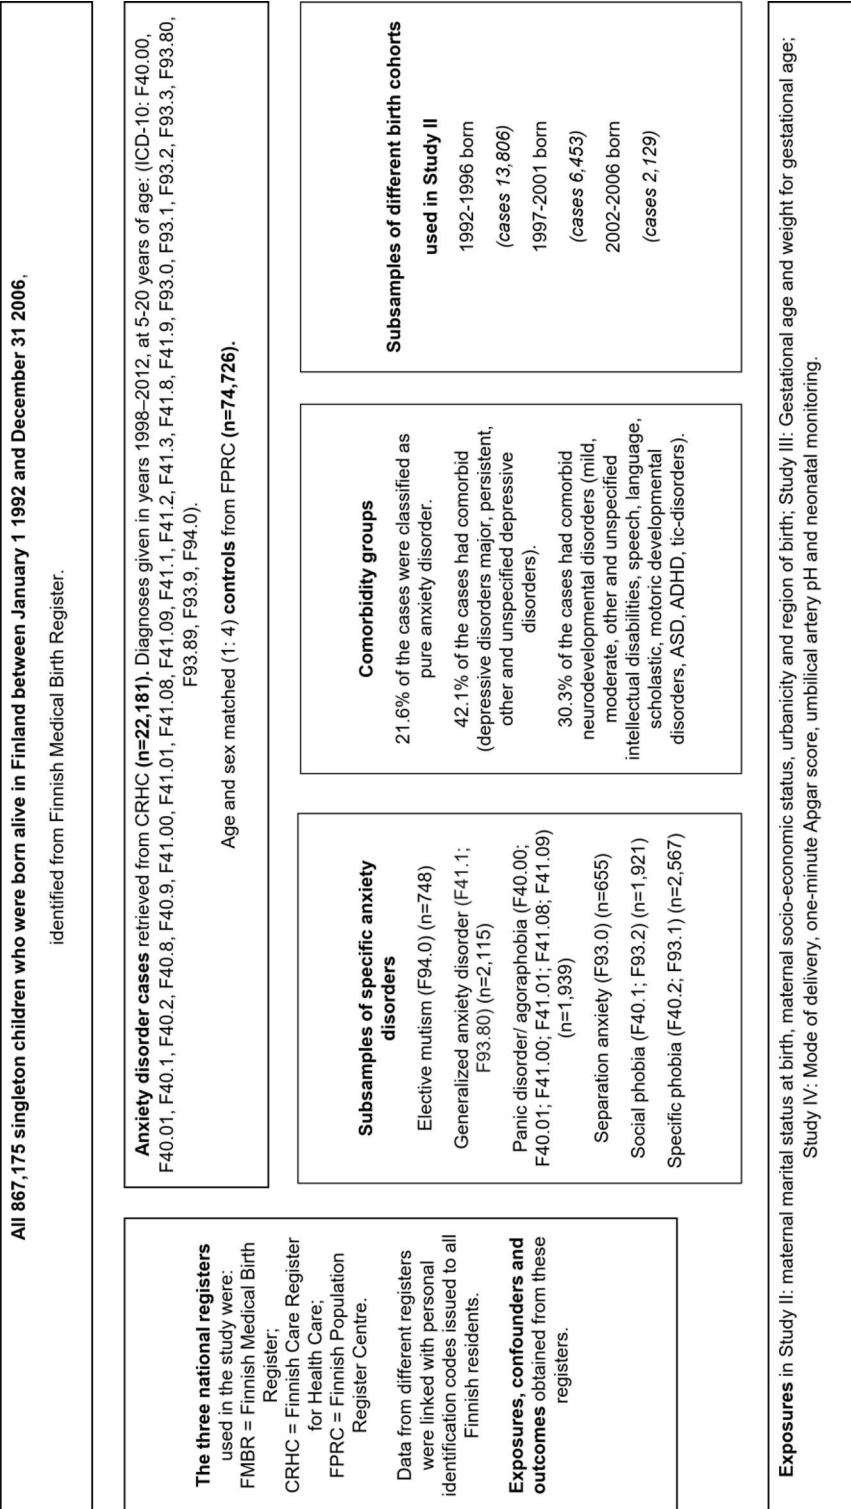 All 867,175 singleton children who were born alive in Finland between January 1 1992 and December 31 2006,
identified from Finnish Medical Birth Register.
The three national registers
used in the study were:
FMBR = Finnish Medical Birth
Register;
CRHC = Finnish Care Register
for Health Care;
FPRC = Finnish Population
Register Centre.
Data from different registers
were linked with personal
identification codes issued to all
Finnish residents.
Exposures, confounders and
outcomes obtained from these
registers.
Anxiety disorder cases retrieved from CRHC (n=22,181). Diagnoses given in years 1998–2012, at 5-20 years of age: (ICD-10: F40.00,
F40.01, F40.1, F40.2, F40.8, F40.9, F41.00, F41.01, F41.08, F41.09, F41.1, F41.2, F41.3, F41.8, F41.9, F93.0, F93.1, F93.2, F93.3, F93.80,
F93.89, F93.9, F94.0).
Age and sex matched (1: 4) controls from FPRC (n=74,726).
Subsamples of specific anxiety
disorders
Elective mutism (F94.0) (n=748)
Generalized anxiety disorder (F41.1;
F93.80) (n=2,115)
Panic disorder/ agoraphobia (F40.00;
F40.01; F41.00; F41.01; F41.08; F41.09)
(n=1,939)
Separation anxiety (F93.0) (n=655)
Social phobia (F40.1; F93.2) (n=1,921)
Specific phobia (F40.2; F93.1) (n=2,567)
Comorbidity groups
21.6% of the cases were classified as
pure anxiety disorder.
42.1% of the cases had comorbid
(depressive disorders major, persistent,
other and unspecified depressive
disorders).
30.3% of the cases had comorbid
neurodevelopmental disorders (mild,
moderate, other and unspecified
intellectual disabilities, speech, language,
scholastic, motoric developmental
disorders, ASD, ADHD, tic-disorders).
Subsamples of different birth cohorts
used in Study II
1992-1996 born
(cases 13,806)
1997-2001 born
(cases 6,453)
2002-2006 born
(cases 2,129)
Exposures in Study II: maternal marital status at birth, maternal socio-economic status, urbanicity and region of birth; Study III: Gestational age and weight for gestational age;
Study IV: Mode of delivery, one-minute Apgar score, umbilical artery pH and neonatal monitoring.